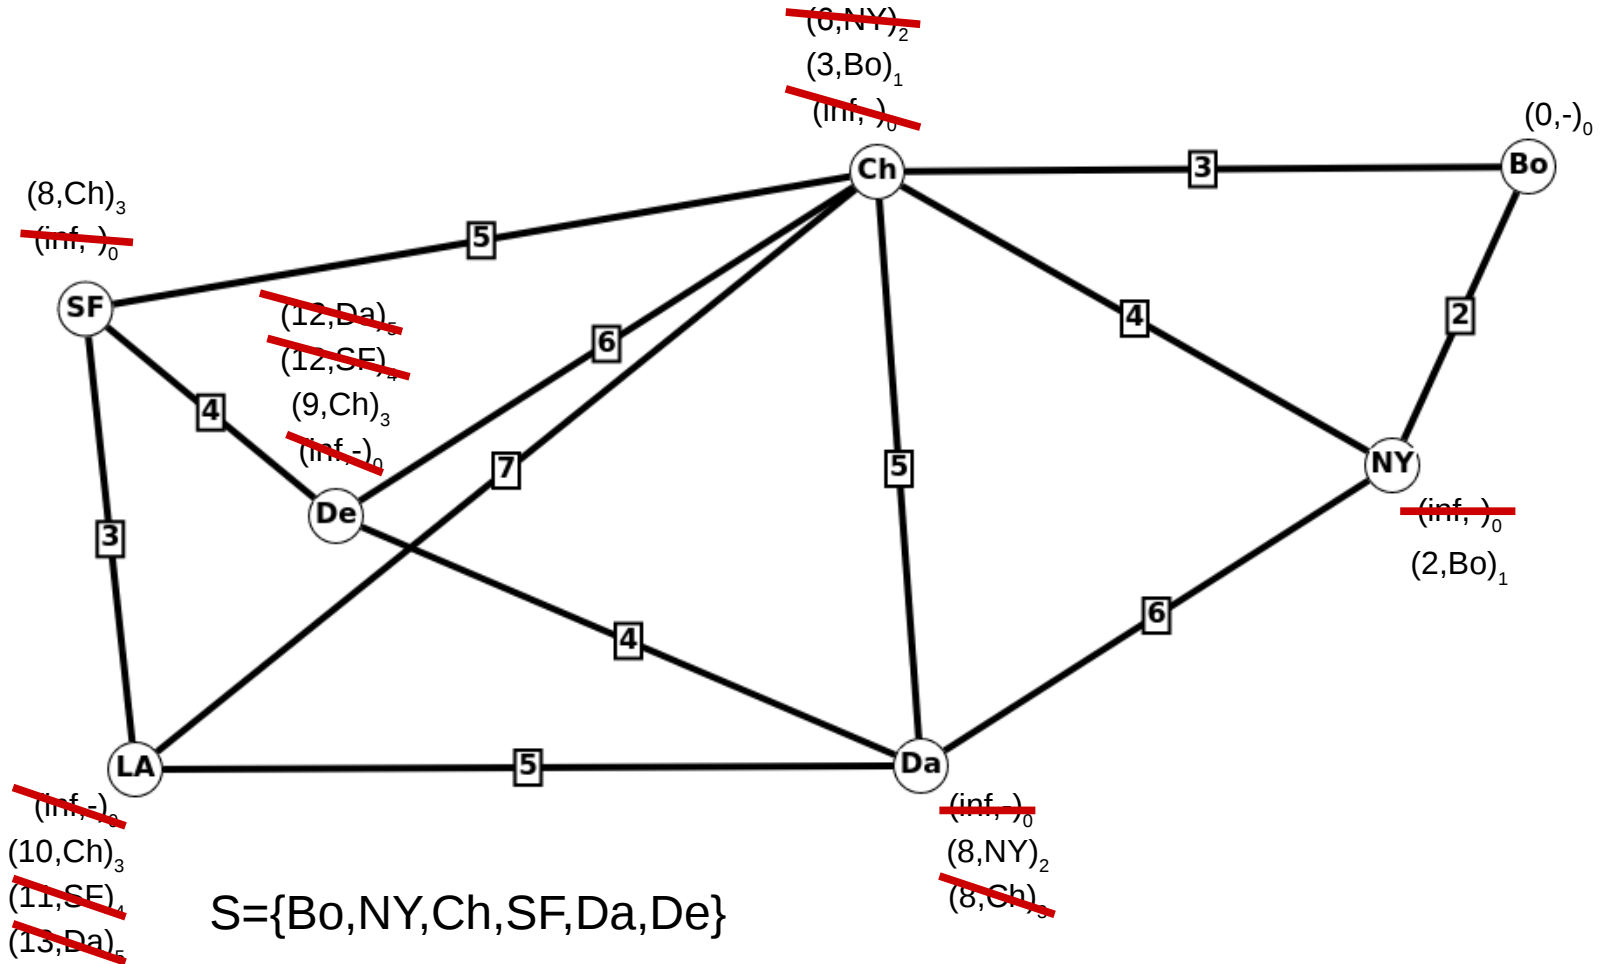 (6,NY)2
(3,Bo)1
(inf,-)0
(0,-)0
Ch
3
Bo
(8,Ch)3
(inf,-)0
5
SF
(12,Da)5
(12,SF)4
(9,Ch)3
(inf,-)0
6
4
2
4
7
5
NY
De
(inf,-)0
(2,Bo)1
3
4
6
LA
5
Da
(inf,-)0
(10,Ch)3
(11,SF)4
(13,Da)5
(inf,-)0
(8,NY)2
(8,Ch)3
S={Bo,NY,Ch,SF,Da,De}